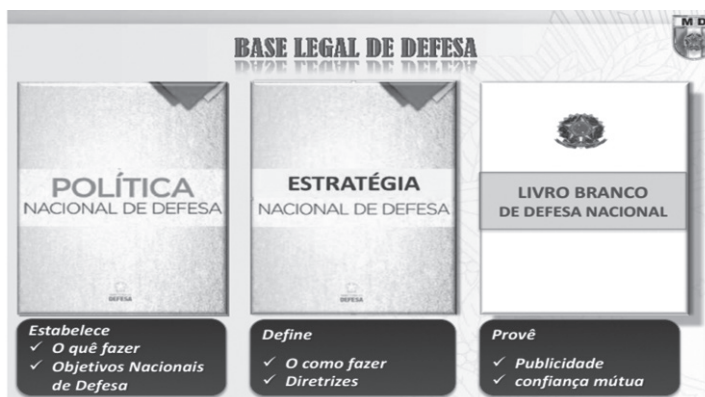 M D
BASE LEGAL DE DEFESA
POLÍTICA
NACIONAL DE DEFESA
DEFESA
ESTRATÉGIA
NACIONAL DE DEFESA
DEFESA
LIVRO BRANCO
DE DEFESA NACIONAL
Estabelece
✓ O quê fazer
✓ Objetivos Nacionais
de Defesa
Define
✓ O como fazer
✓ Diretrizes
Provê
✓ Publicidade
✓ confiança mútua